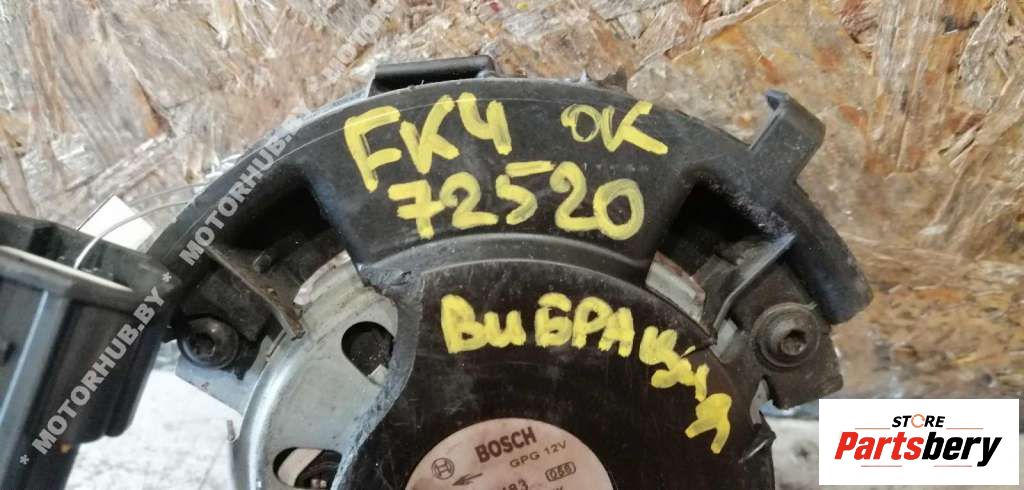 FK4 OK
72520
ВИБРАЦИЯ
BOSCH
GPG 12V
* MOTORHUB.BY * MOTORHUB.BY
STORE
Partsbery